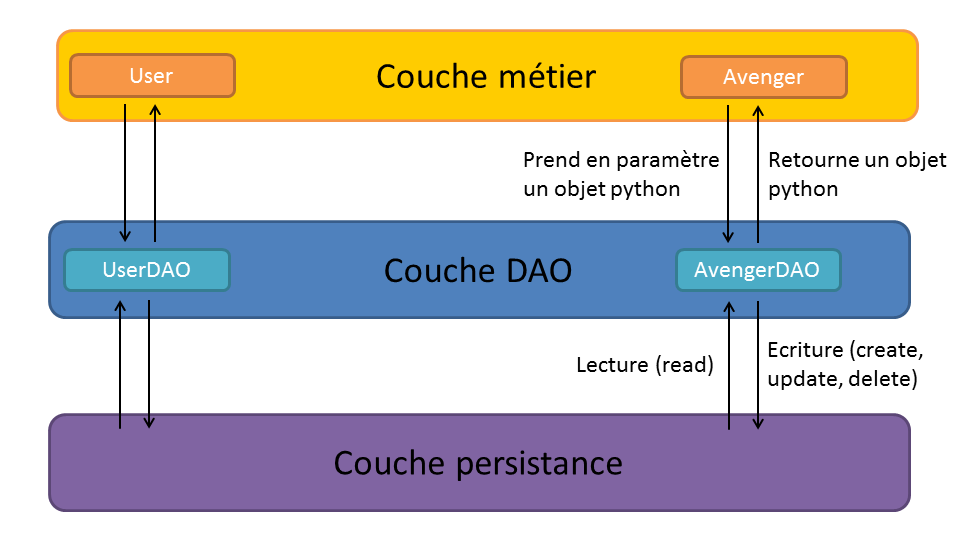 User
Couche métier
Avenger
Prend en paramètre
un objet python
Retourne un objet
python
UserDAO
Couche DAO
AvengerDAO
Lecture (read)
Ecriture (create,
update, delete)
Couche persistance